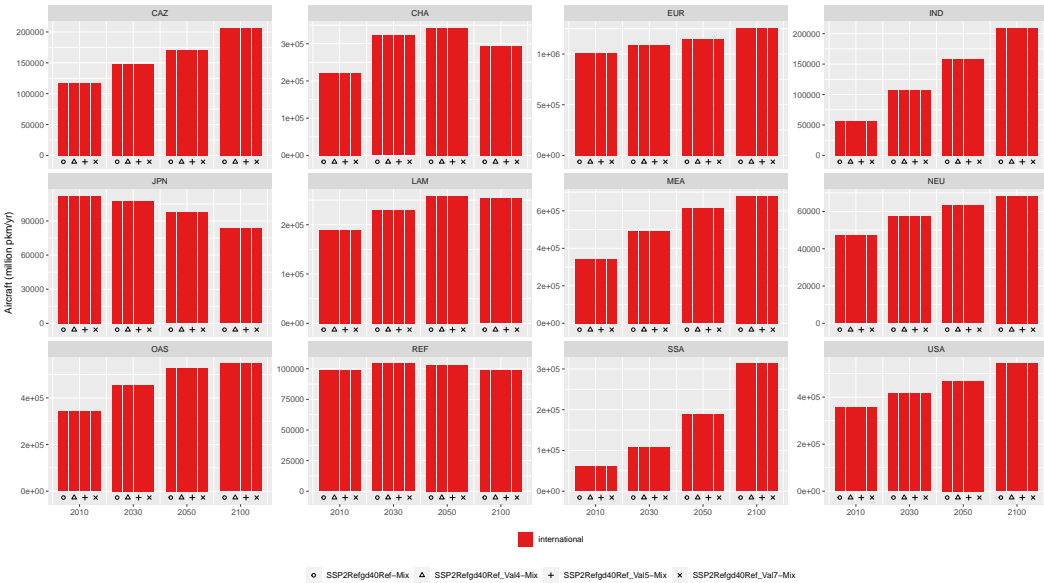 CAZ CHA EUR IND
200000 150000 100000 50000 0
3e+05 2e+05 1e+05 0e+00
1e+06 5e+05 0e+00
200000 150000 100000 50000 0
JPN LAM MEA NEU
Aircraft (million pkm/yr)
90000 60000 30000 0
2e+05 1e+05 0e+00
6e+05 4e+05 2e+05 0e+00
60000 40000 20000 0
OAS REF SSA USA
4e+05 2e+05 0e+00
100000 75000 50000 25000 0
3e+05 2e+05 1e+05 0e+00
4e+05 2e+05 0e+00
2010 2030 2050 2100 2010 2030 2050 2100 2010 2030 2050 2100 2010 2030 2050 2100
international
SSP2Refgd40Ref−Mix SSP2Refgd40Ref_Val4−Mix SSP2Refgd40Ref_Val5−Mix SSP2Refgd40Ref_Val7−Mix